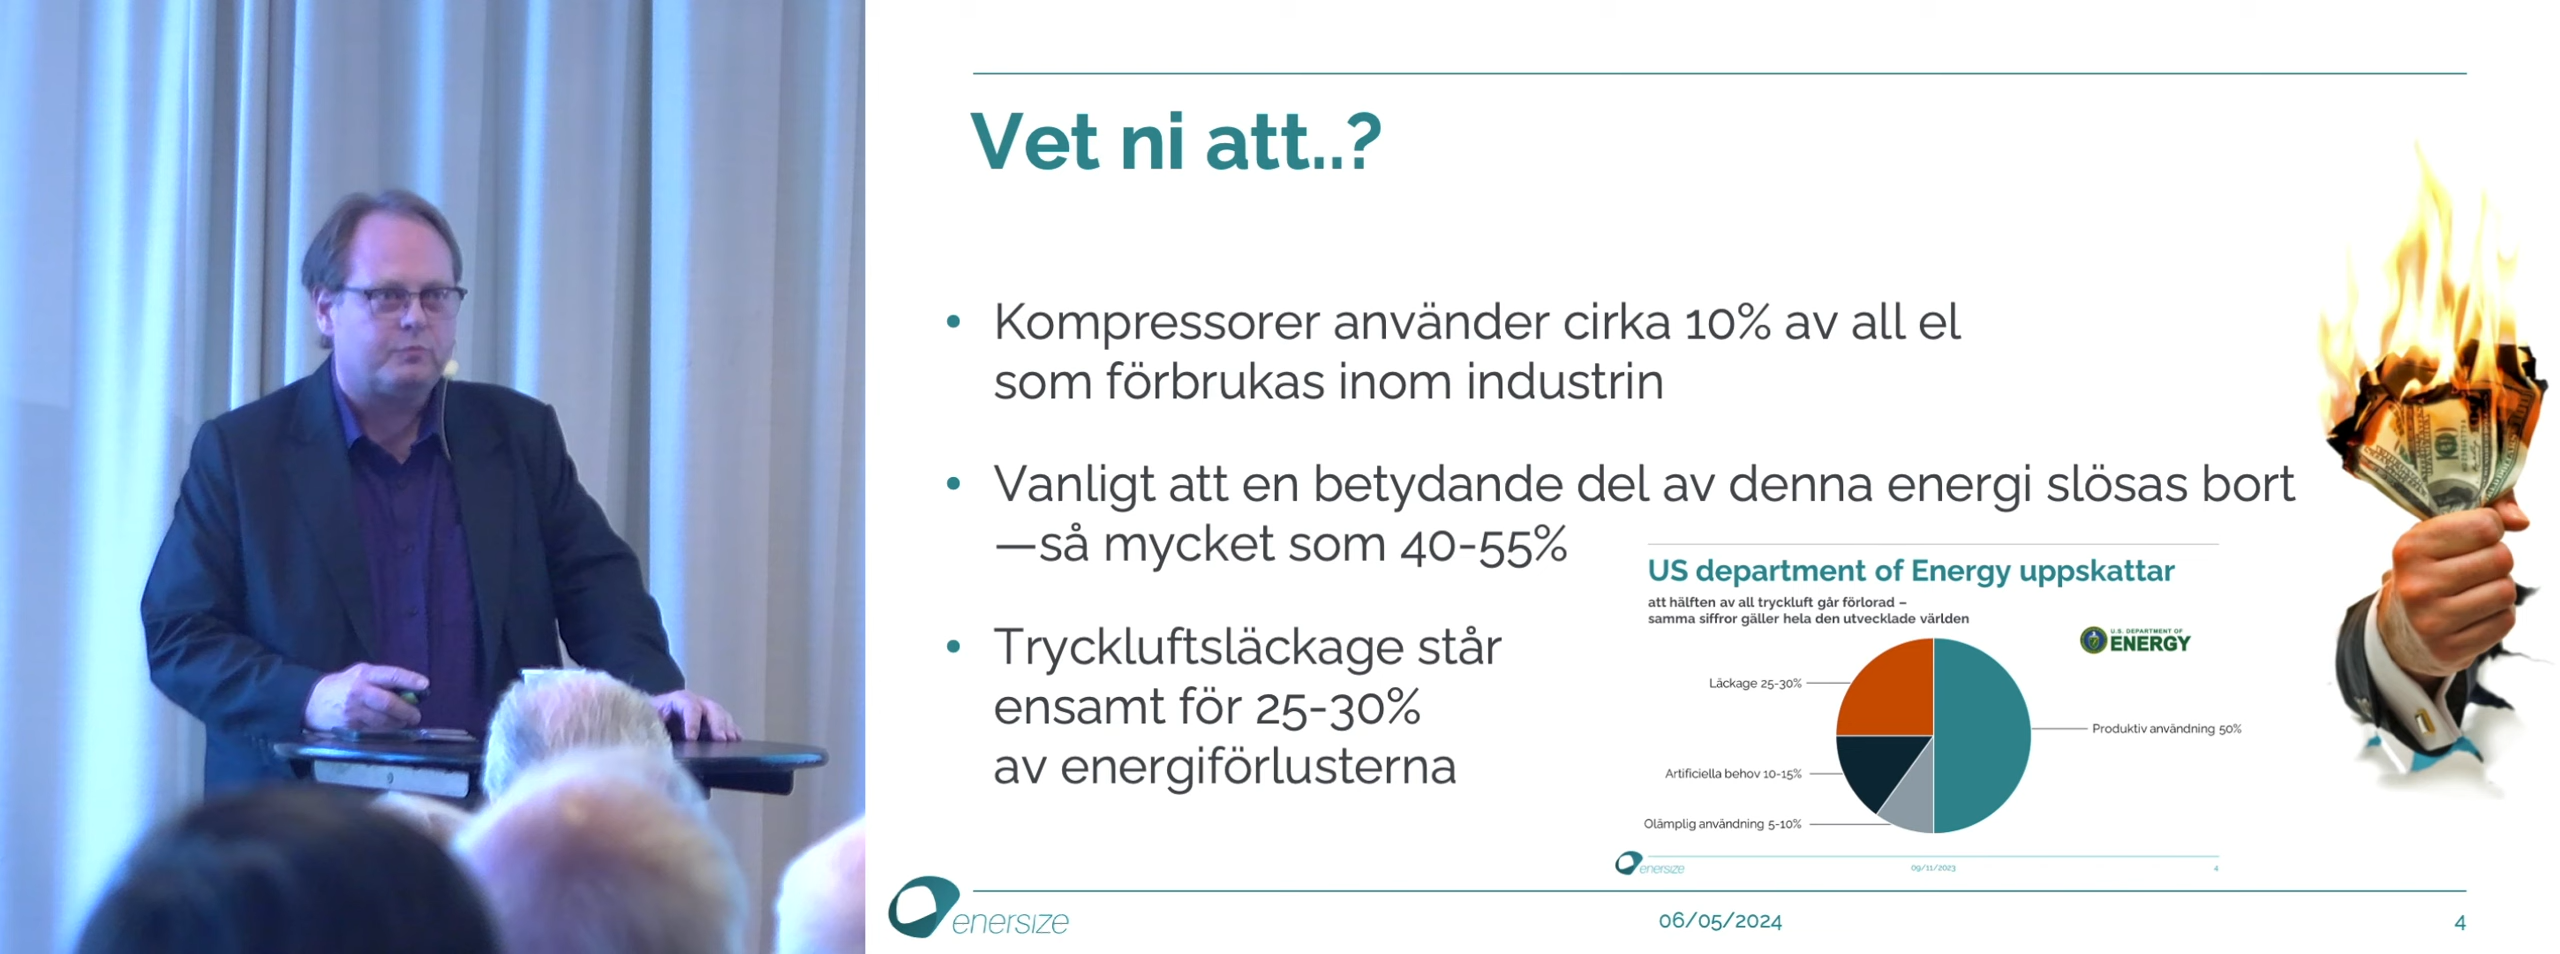 Vet ni att..?
• Kompressorer använder cirka 10% av all el
som förbrukas inom industrin
• Vanligt att en betydande del av denna energi slösas bort
—så mycket som 40-55%
• Tryckluftsläckage står
ensamt för 25-30%
av energiförlusterna
US department of Energy uppskattar
att hälften av all tryckluft går förlorad –
samma siffror gäller hela den utvecklade världen
U.S. DEPARTMENT OF
ENERGY
Läckage 25-30%
Produktiv användning 50%
Artificiella behov 10-15%
Olämplig användning 5-10%
enersize
09/11/2023
4
enersize
06/05/2024
4